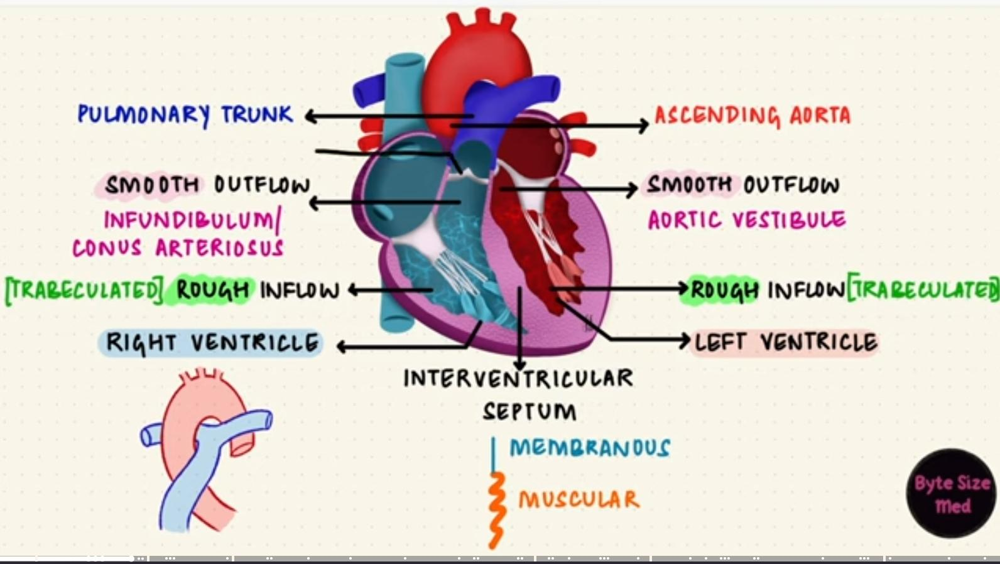 PULMONARY TRUNK
ASCENDING AORTA
SMOOTH OUTFLOW
INFUNDIBULUM/
CONUS ARTERIOSUS
SMOOTH OUTFLOW
AORTIC VESTIBULE
[TRABECULATED] ROUGH INFLOW
ROUGH INFLOW [TRABECULATED]
RIGHT VENTRICLE
LEFT VENTRICLE
INTERVENTRICULAR
SEPTUM
MEMBRANOUS
MUSCULAR
Byte Size
Med